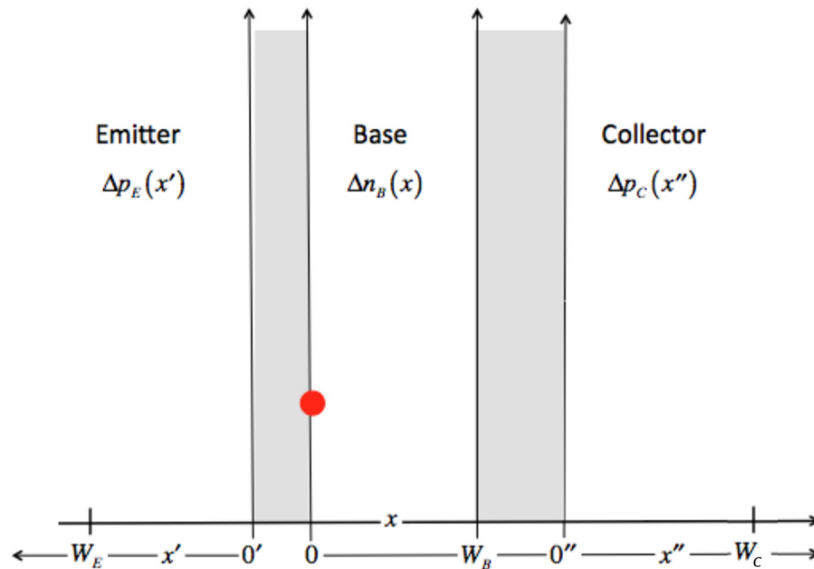 Emitter Base Collector
Δp_E(x′) Δn_B(x) Δp_C(x″)
x
W_E x′ 0′ 0 W_B 0″ x″ W_C